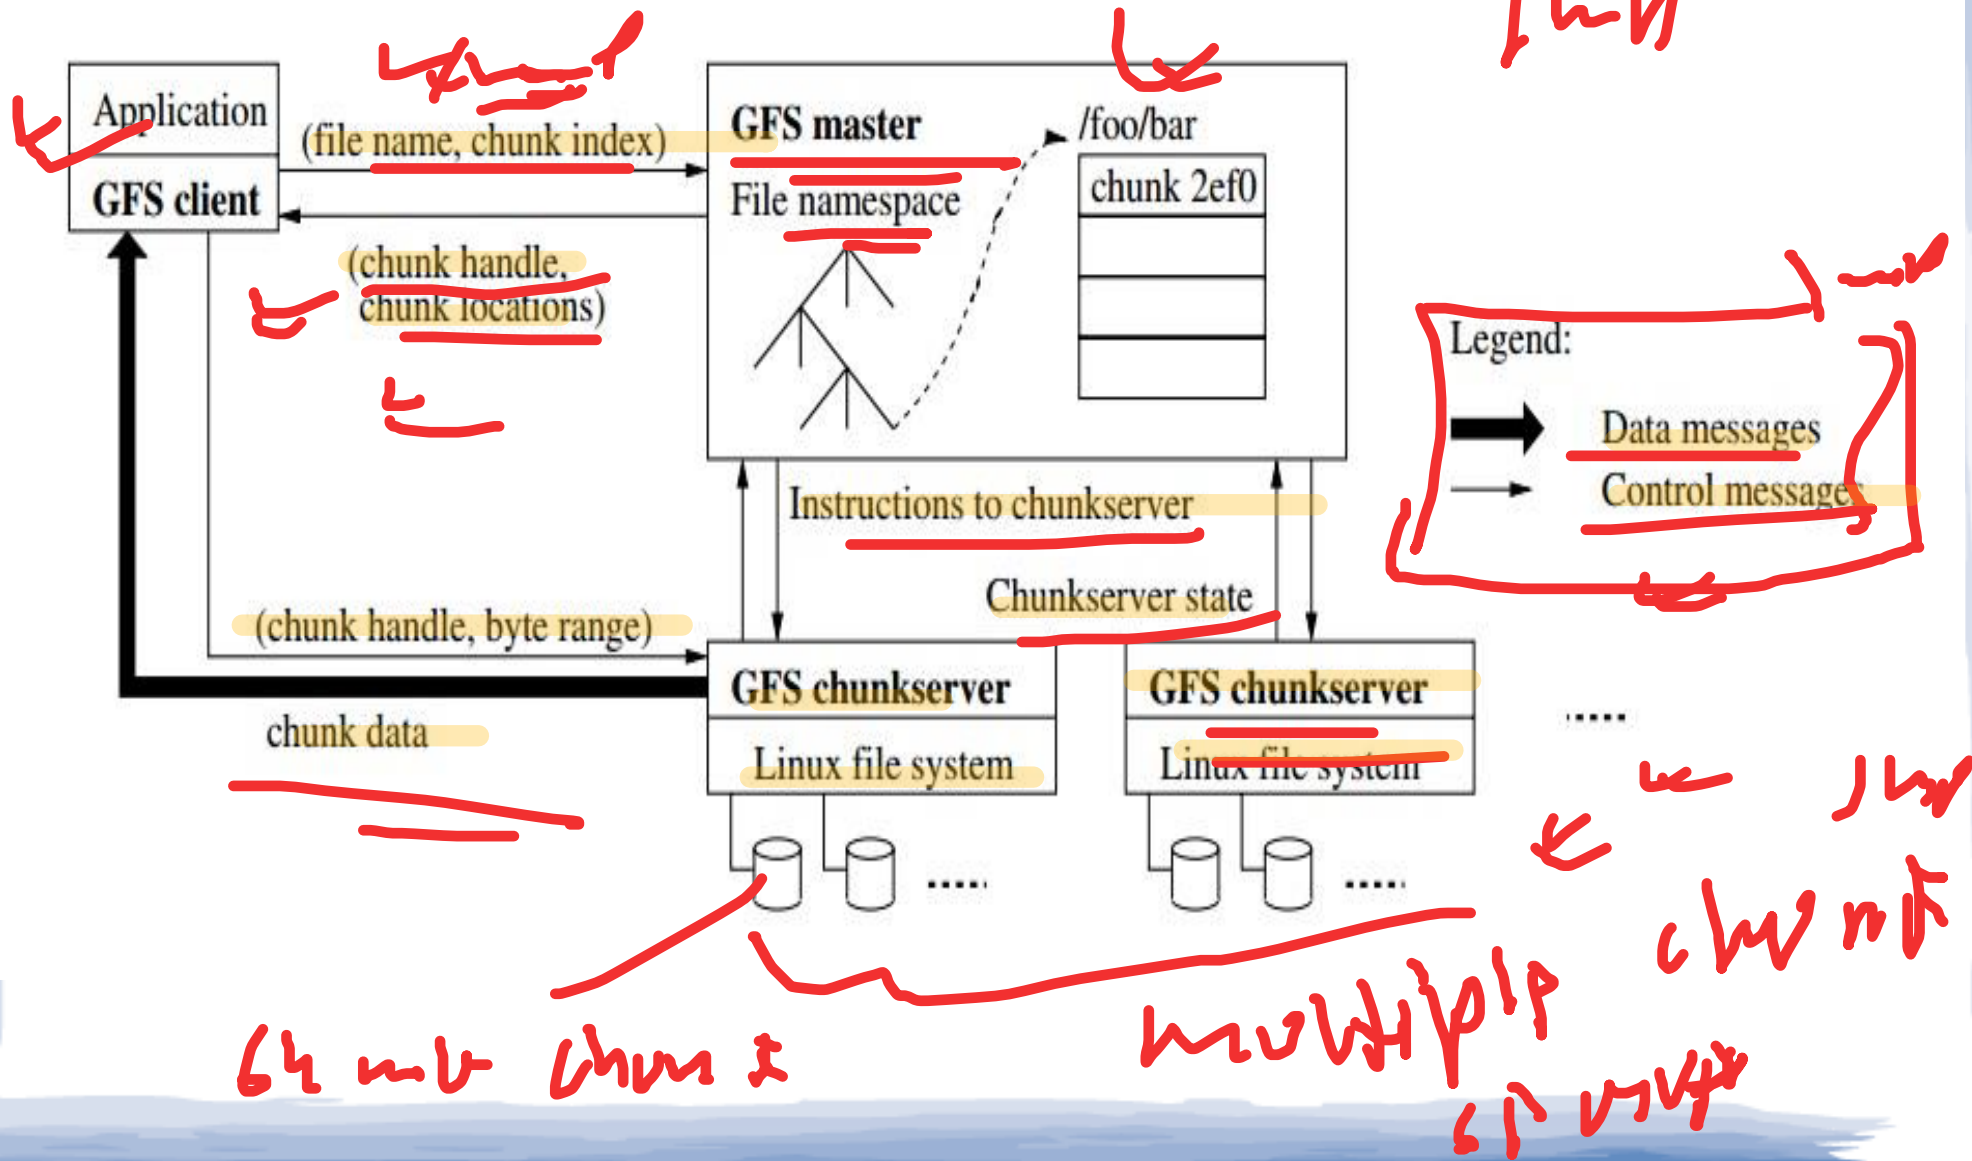 Application
GFS client
(file name, chunk index)
(chunk handle,
chunk locations)
GFS master
File namespace
/foo/bar
chunk 2ef0
Legend:
Data messages
Control messages
Instructions to chunkserver
Chunkserver state
(chunk handle, byte range)
chunk data
GFS chunkserver
Linux file system
GFS chunkserver
Linux file system
.....
.....
.....
64 mb chunk
multiple